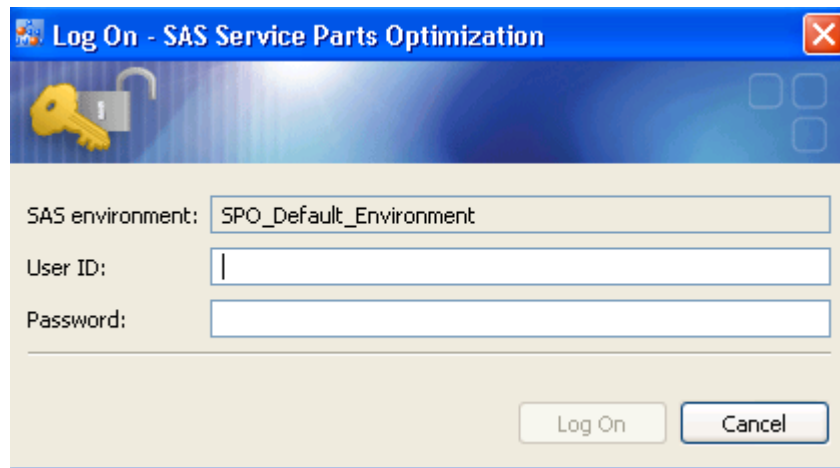 Log On - SAS Service Parts Optimization
SAS environment: SPO_Default_Environment
User ID:
Password:
Log On Cancel